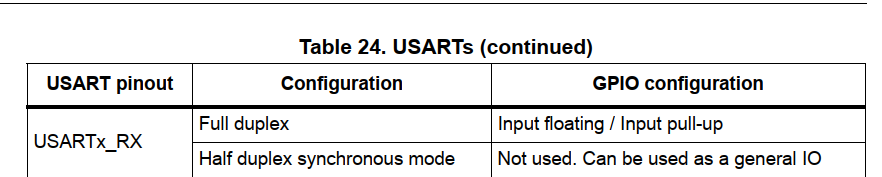 Table 24. USARTs (continued)
USART pinout Configuration GPIO configuration
USARTx_RX
Full duplex Input floating / Input pull-up
Half duplex synchronous mode Not used. Can be used as a general IO